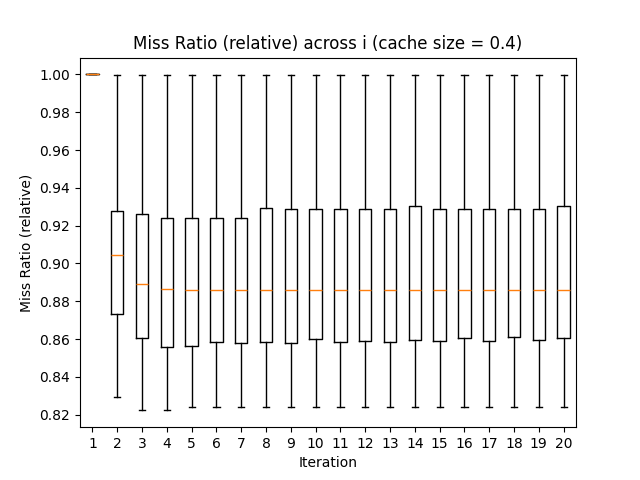 Miss Ratio (relative) across i (cache size = 0.4)
Miss Ratio (relative)
1.00
0.98
0.96
0.94
0.92
0.90
0.88
0.86
0.84
0.82
1 2 3 4 5 6 7 8 9 10 11 12 13 14 15 16 17 18 19 20
Iteration